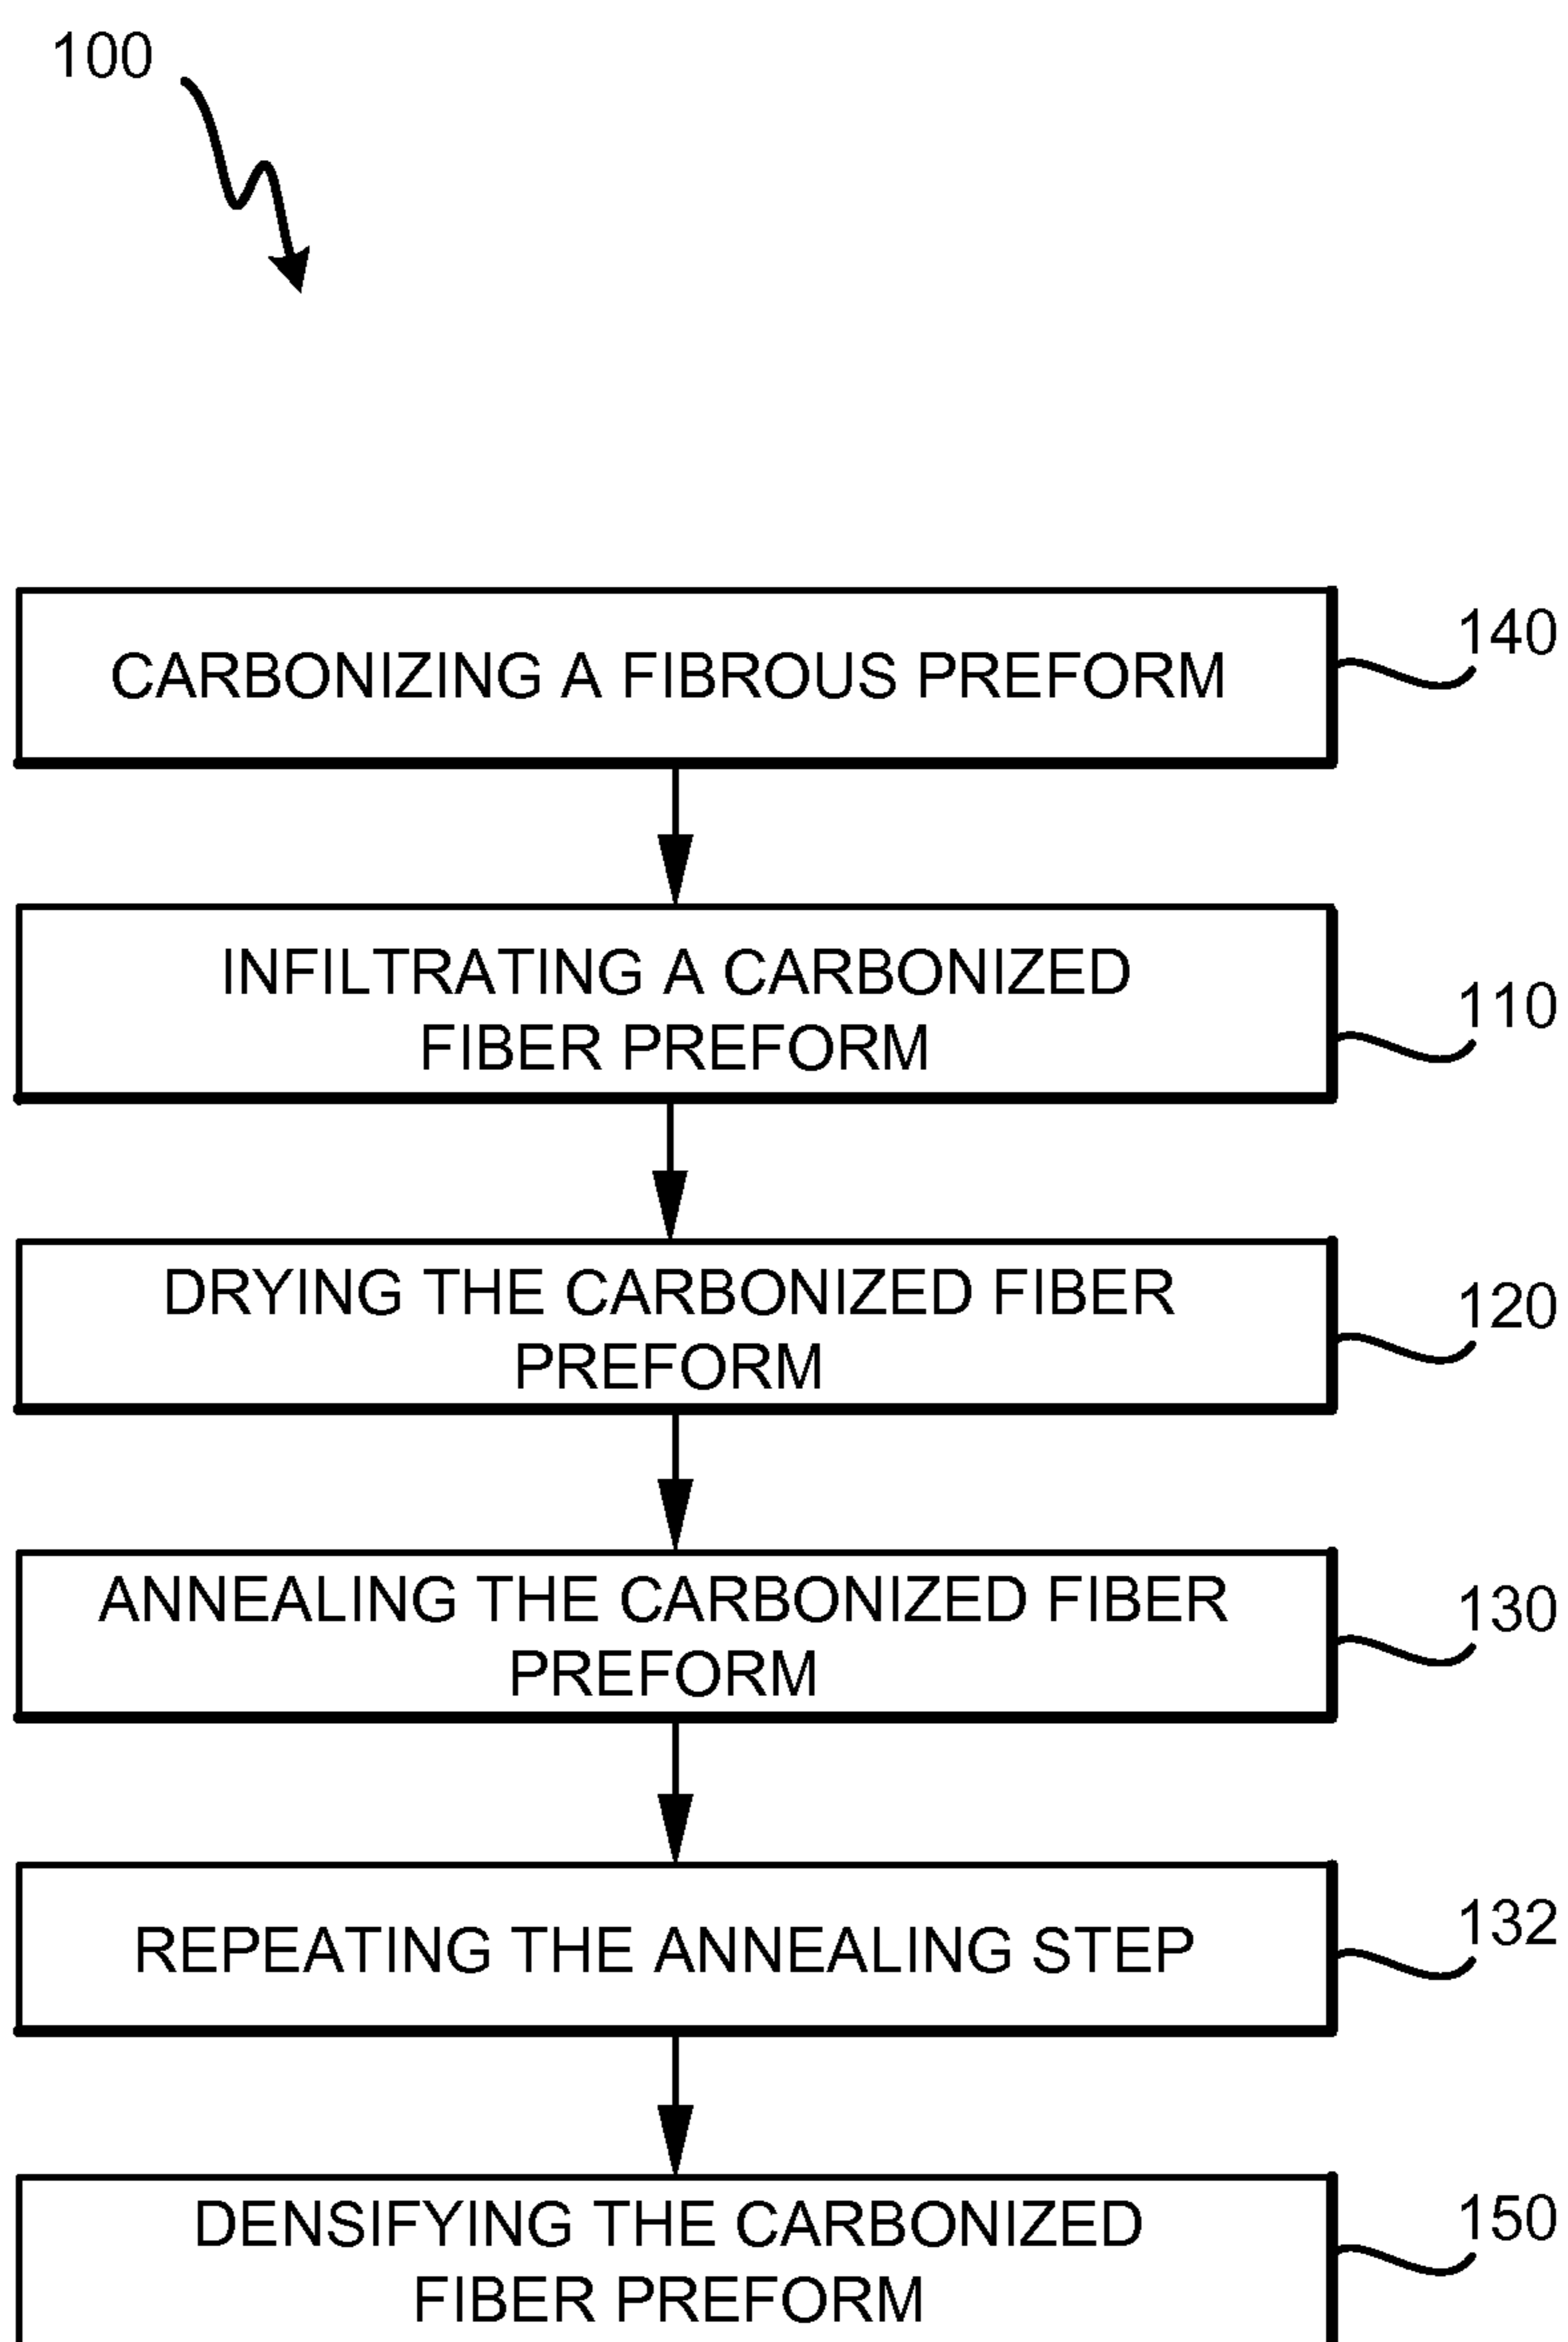 100
CARBONIZING A FIBROUS PREFORM
140
INFILTRATING A CARBONIZED
FIBER PREFORM
110
DRYING THE CARBONIZED FIBER
PREFORM
120
ANNEALING THE CARBONIZED FIBER
PREFORM
130
REPEATING THE ANNEALING STEP
132
DENSIFYING THE CARBONIZED
FIBER PREFORM
150